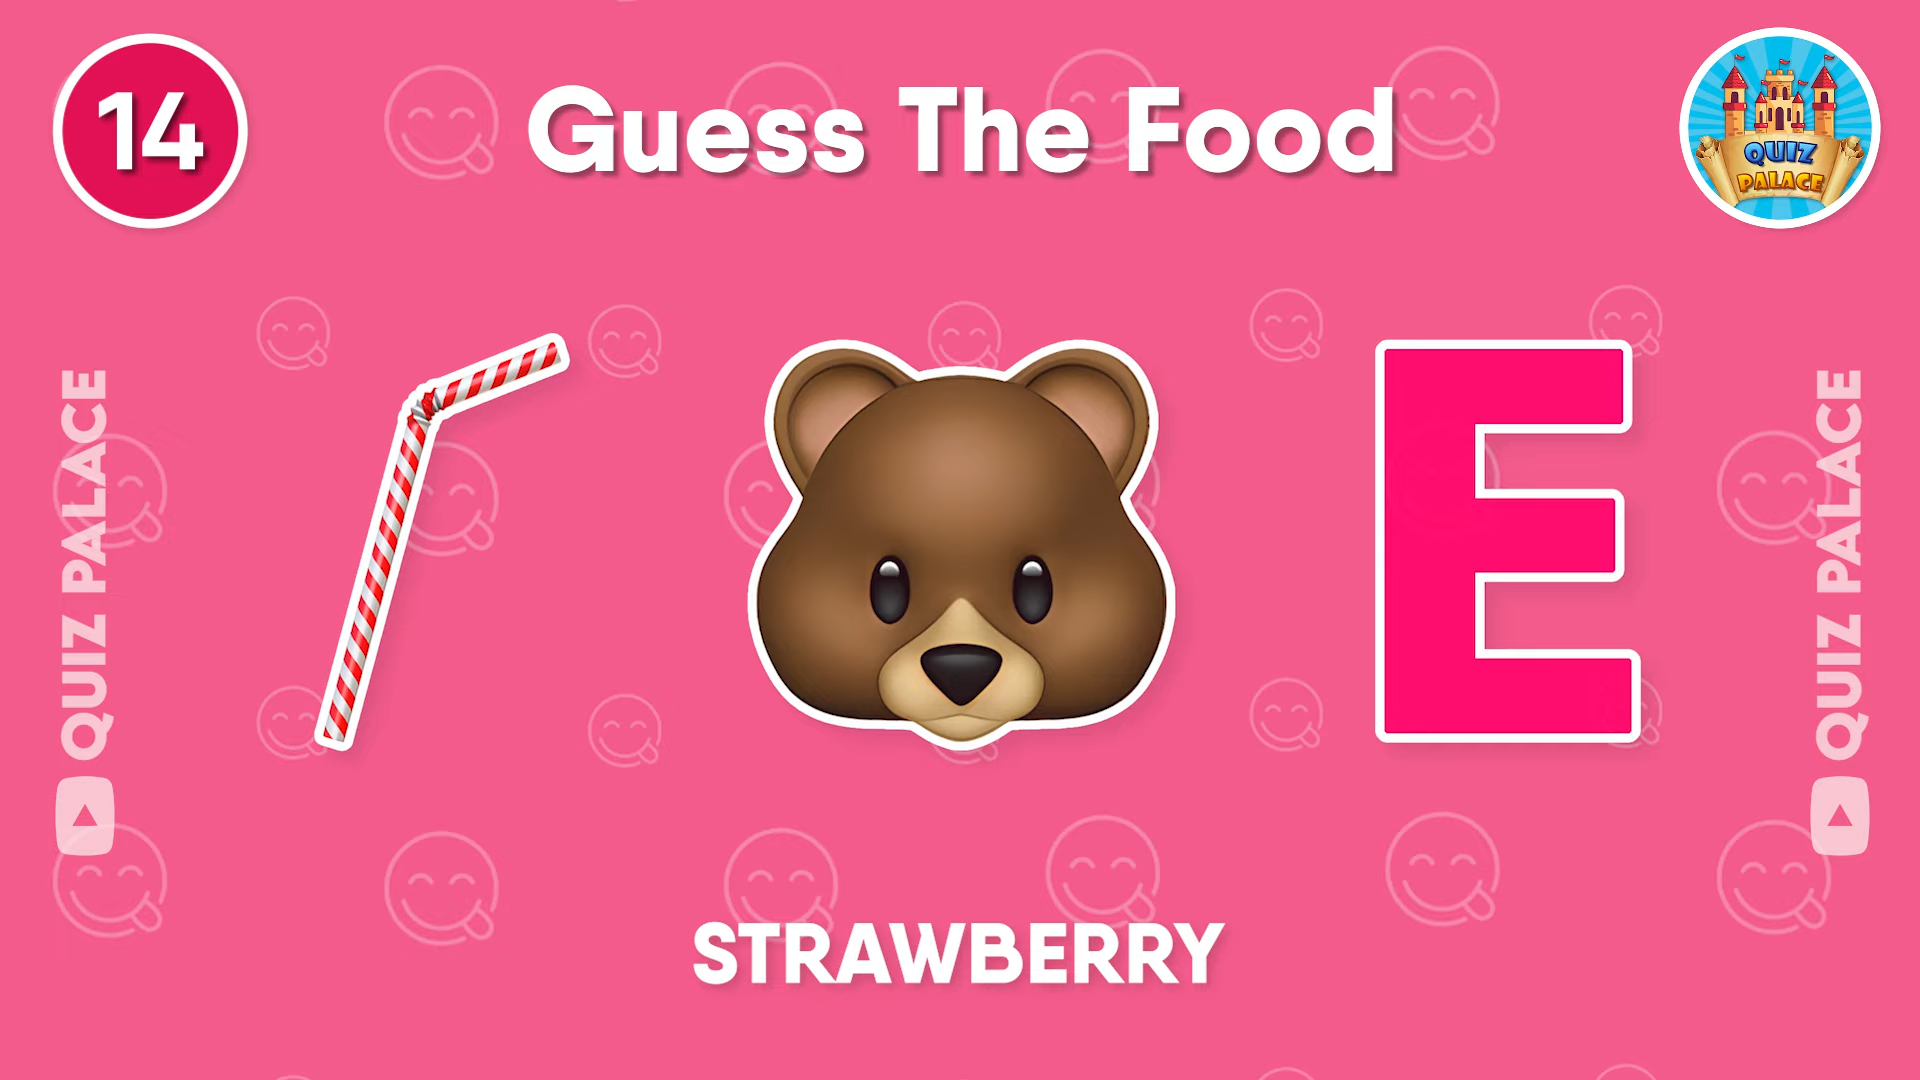 14
Guess The Food
QUIZ
PALACE
QUIZ PALACE
E
QUIZ PALACE
STRAWBERRY